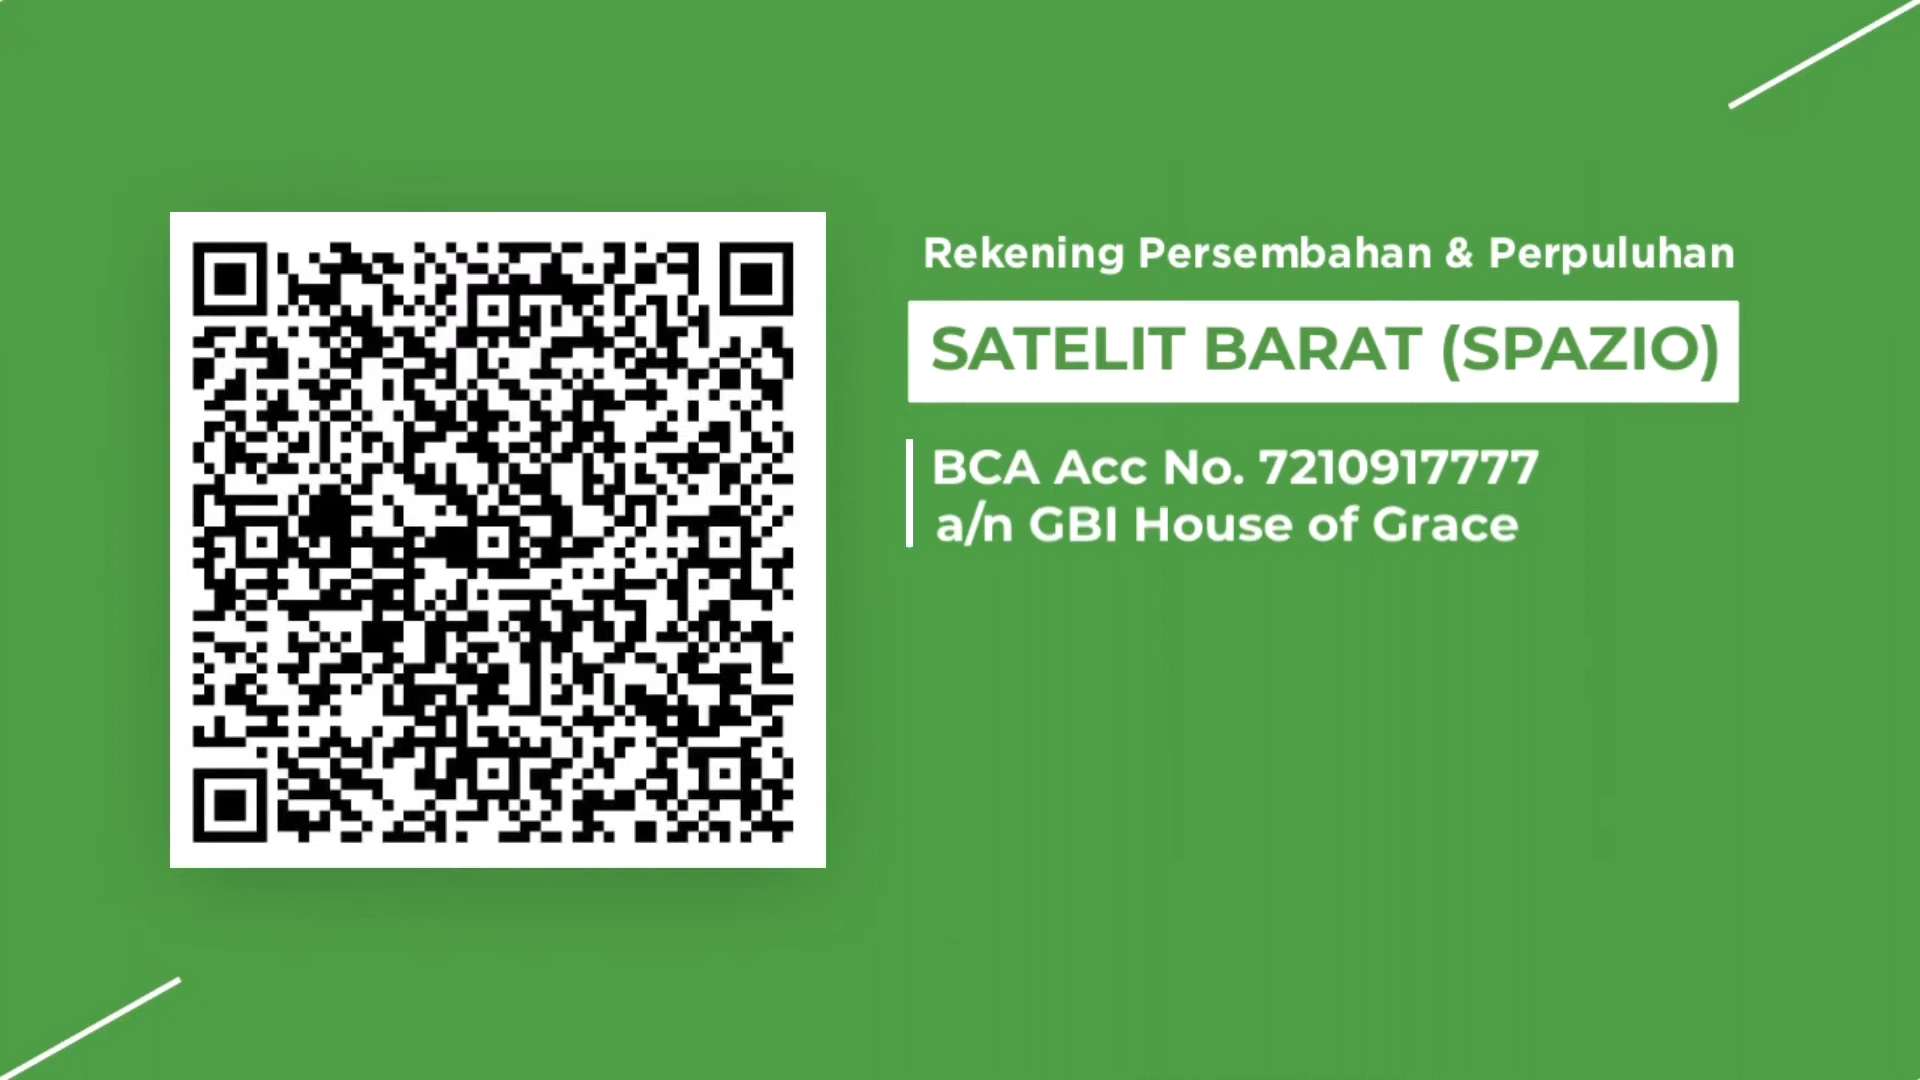 Rekening Persembahan & Perpuluhan
SATELIT BARAT (SPAZIO)
BCA Acc No. 7210917777
a/n GBI House of Grace